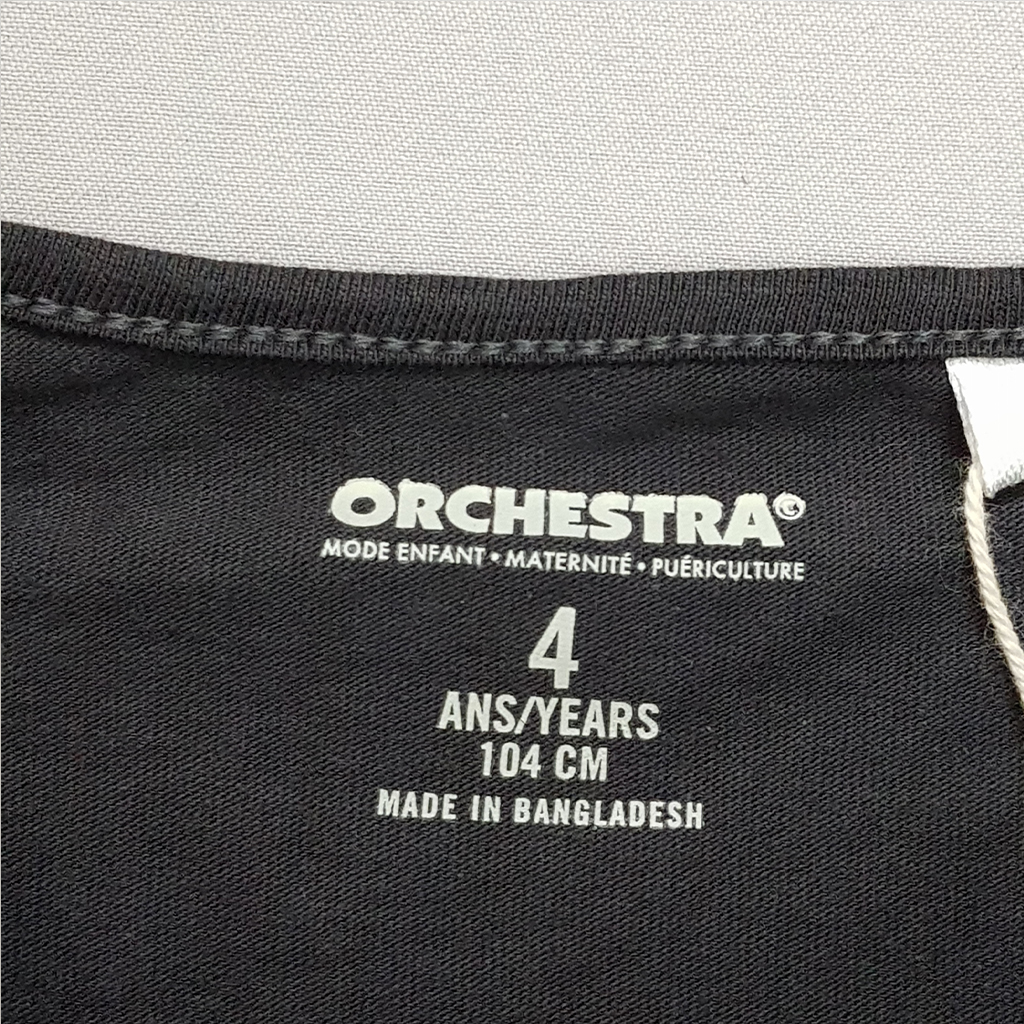 ORCHESTRA©
MODE ENFANT • MATERNITÉ • PUÉRICULTURE
4
ANS/YEARS
104 CM
MADE IN BANGLADESH